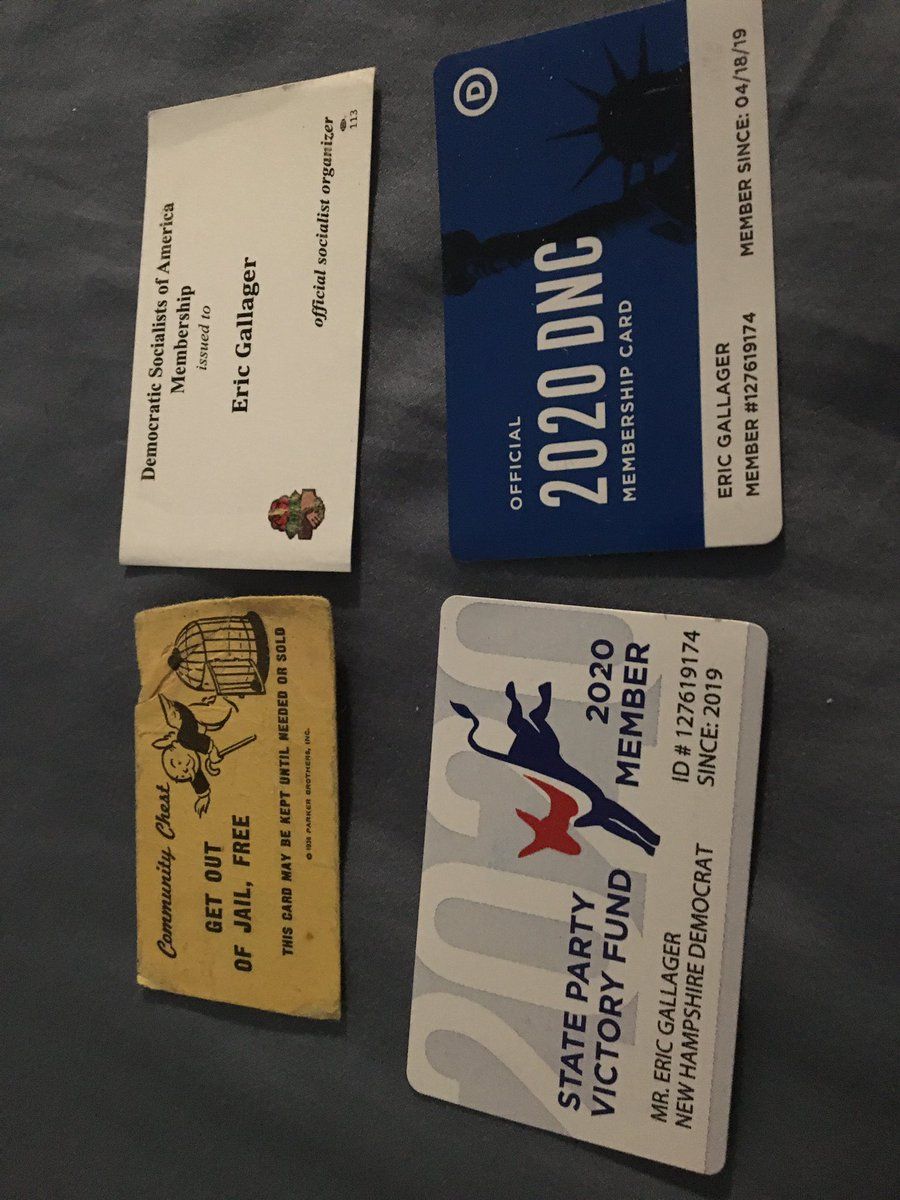 Democratic Socialists of America
Membership
issued to
Eric Gallager
official socialist organizer
113
D
OFFICIAL
2020 DNC
MEMBERSHIP CARD
ERIC GALLAGER
MEMBER #127619174
MEMBER SINCE: 04/18/19
Community Chest
GET OUT
OF JAIL, FREE
THIS CARD MAY BE KEPT UNTIL NEEDED OR SOLD
© 1936 PARKER BROTHERS, INC.
2020
STATE PARTY
VICTORY FUND
2020
MEMBER
MR. ERIC GALLAGER
NEW HAMPSHIRE DEMOCRAT
ID # 127619174
SINCE: 2019